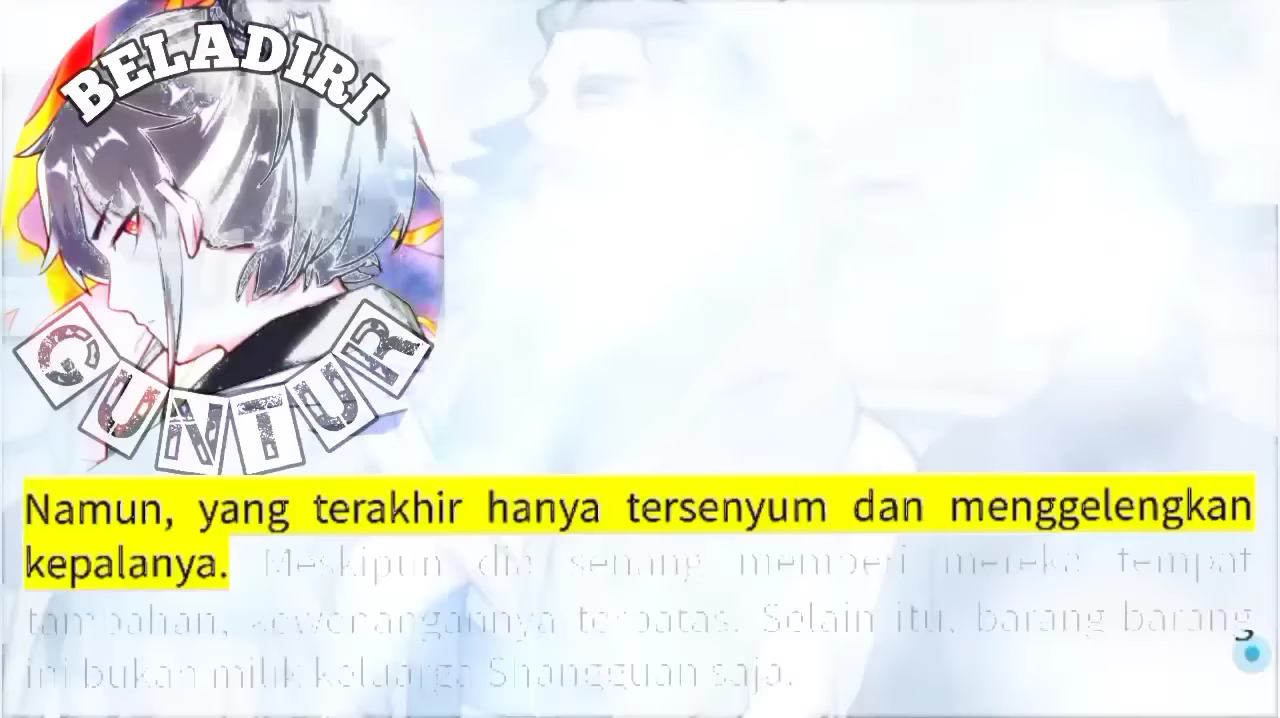 BELADIRI
GUNTUR
Namun, yang terakhir hanya tersenyum dan menggelengkan
kepalanya. Meskipun dia senang memberi mereka tempat
tambahan, kewenangannya terbatas. Selain itu, barang barang
ini bukan milik keluarga Shangguan saja.